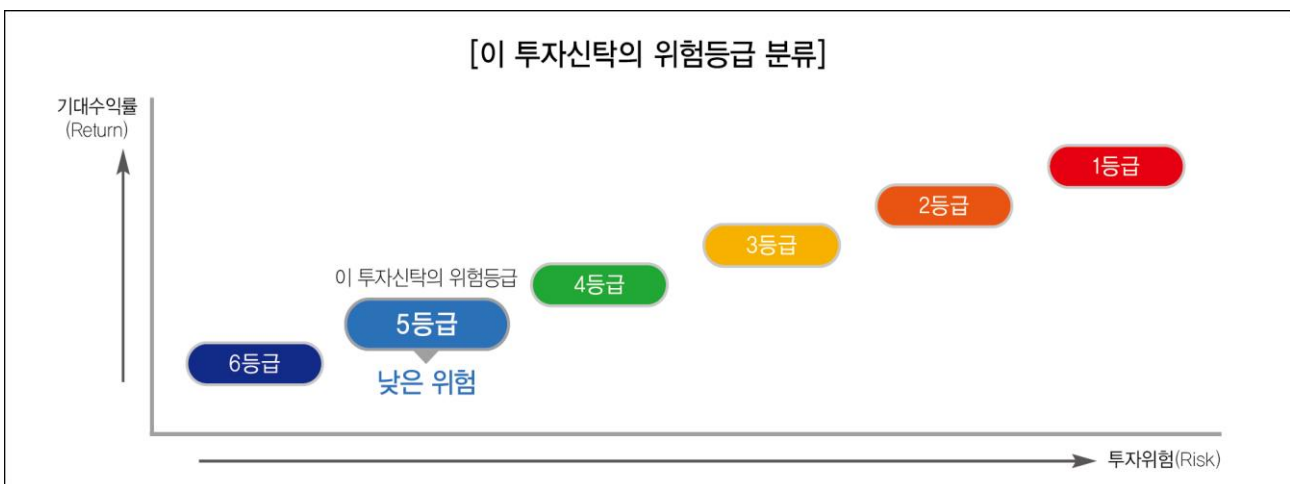 [이 투자신탁의 위험등급 분류]
기대수익률
(Return)
1등급
2등급
3등급
이 투자신탁의 위험등급
4등급
5등급
6등급
낮은 위험
투자위험(Risk)